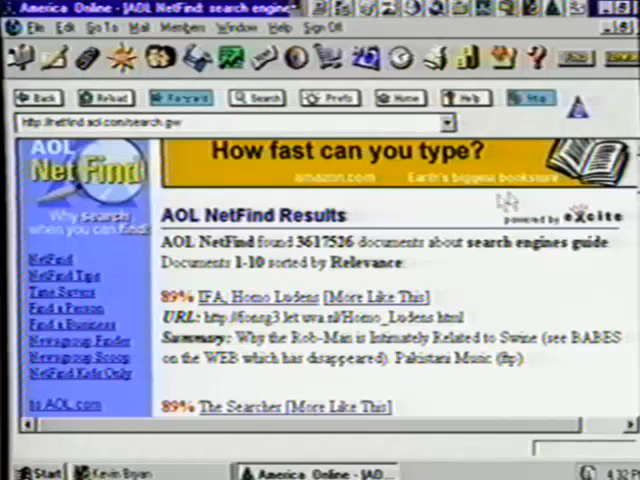 America Online - [AOL NetFind: search engine
File Edit Go To Mail Members Window Help Sign Off
Back Reload Forward Search Prefs Home Help Stop
http://netfind.aol.com/search.gw
AOL
NetFind
Why search
when you can find!
How fast can you type?
amazon.com Earth's biggest bookstore
AOL NetFind Results
powered by excite
AOL NetFind found 3617526 documents about search engines guide.
Documents 1-10 sorted by Relevance
NetFind
NetFind Tips
Time Savers
Find a Person
Find a Business
Newsgroup Finder
Newsgroup Scoop
NetFind Kids Only
to AOL.com
89% IFA, Homo Ludens [More Like This]
URL: http://fonsg3.let.uva.nl/Homo_Ludens.html
Summary: Why the Rob-Man is Intimately Related to Swine (see BABES
on the WEB which has disappeared). Pakistani Music (ftp).
89% The Searcher [More Like This]
Start Kevin Bryan America Online - [AO... 4:32 P